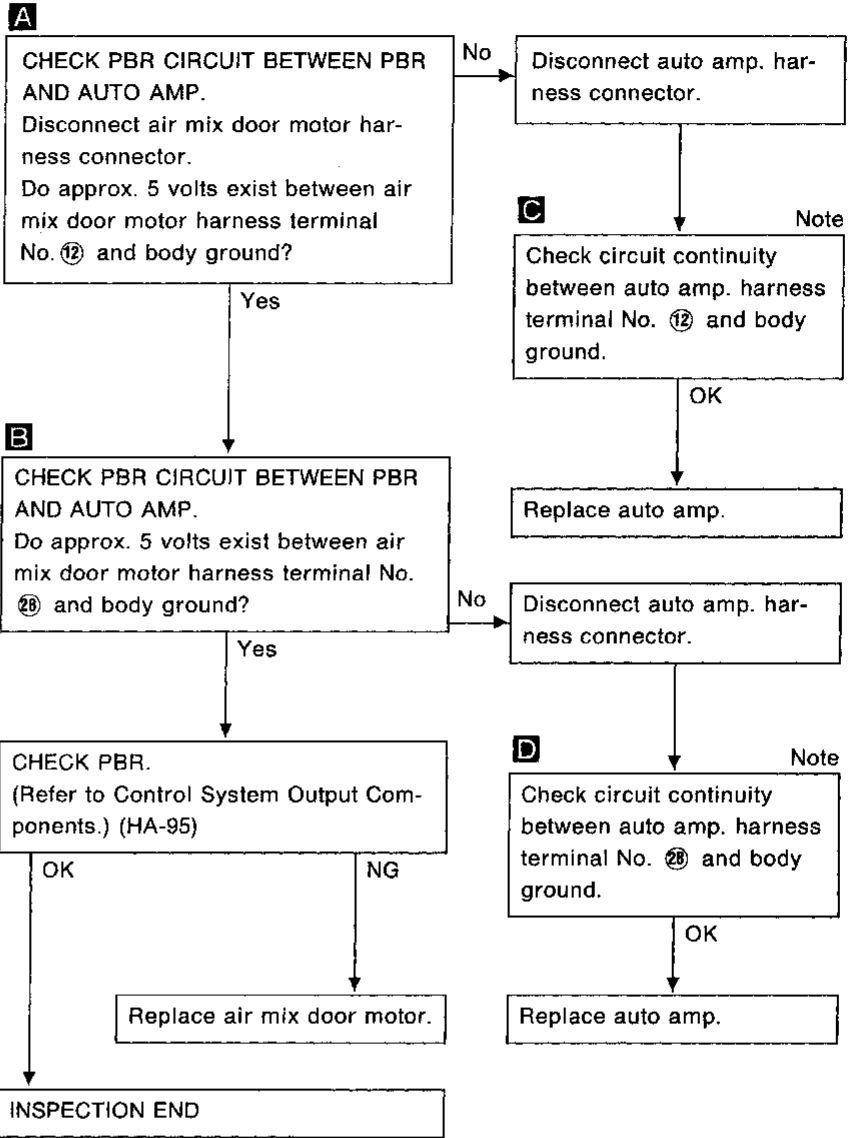 A
CHECK PBR CIRCUIT BETWEEN PBR
AND AUTO AMP.
Disconnect air mix door motor har-
ness connector.
Do approx. 5 volts exist between air
mix door motor harness terminal
No. ⑫ and body ground?
No
Disconnect auto amp. har-
ness connector.
Yes
C
Note
Check circuit continuity
between auto amp. harness
terminal No. ⑫ and body
ground.
OK
Replace auto amp.
B
CHECK PBR CIRCUIT BETWEEN PBR
AND AUTO AMP.
Do approx. 5 volts exist between air
mix door motor harness terminal No.
㉘ and body ground?
No
Disconnect auto amp. har-
ness connector.
Yes
D
Note
Check circuit continuity
between auto amp. harness
terminal No. ㉘ and body
ground.
OK
Replace auto amp.
CHECK PBR.
(Refer to Control System Output Com-
ponents.) (HA-95)
OK
NG
Replace air mix door motor.
INSPECTION END